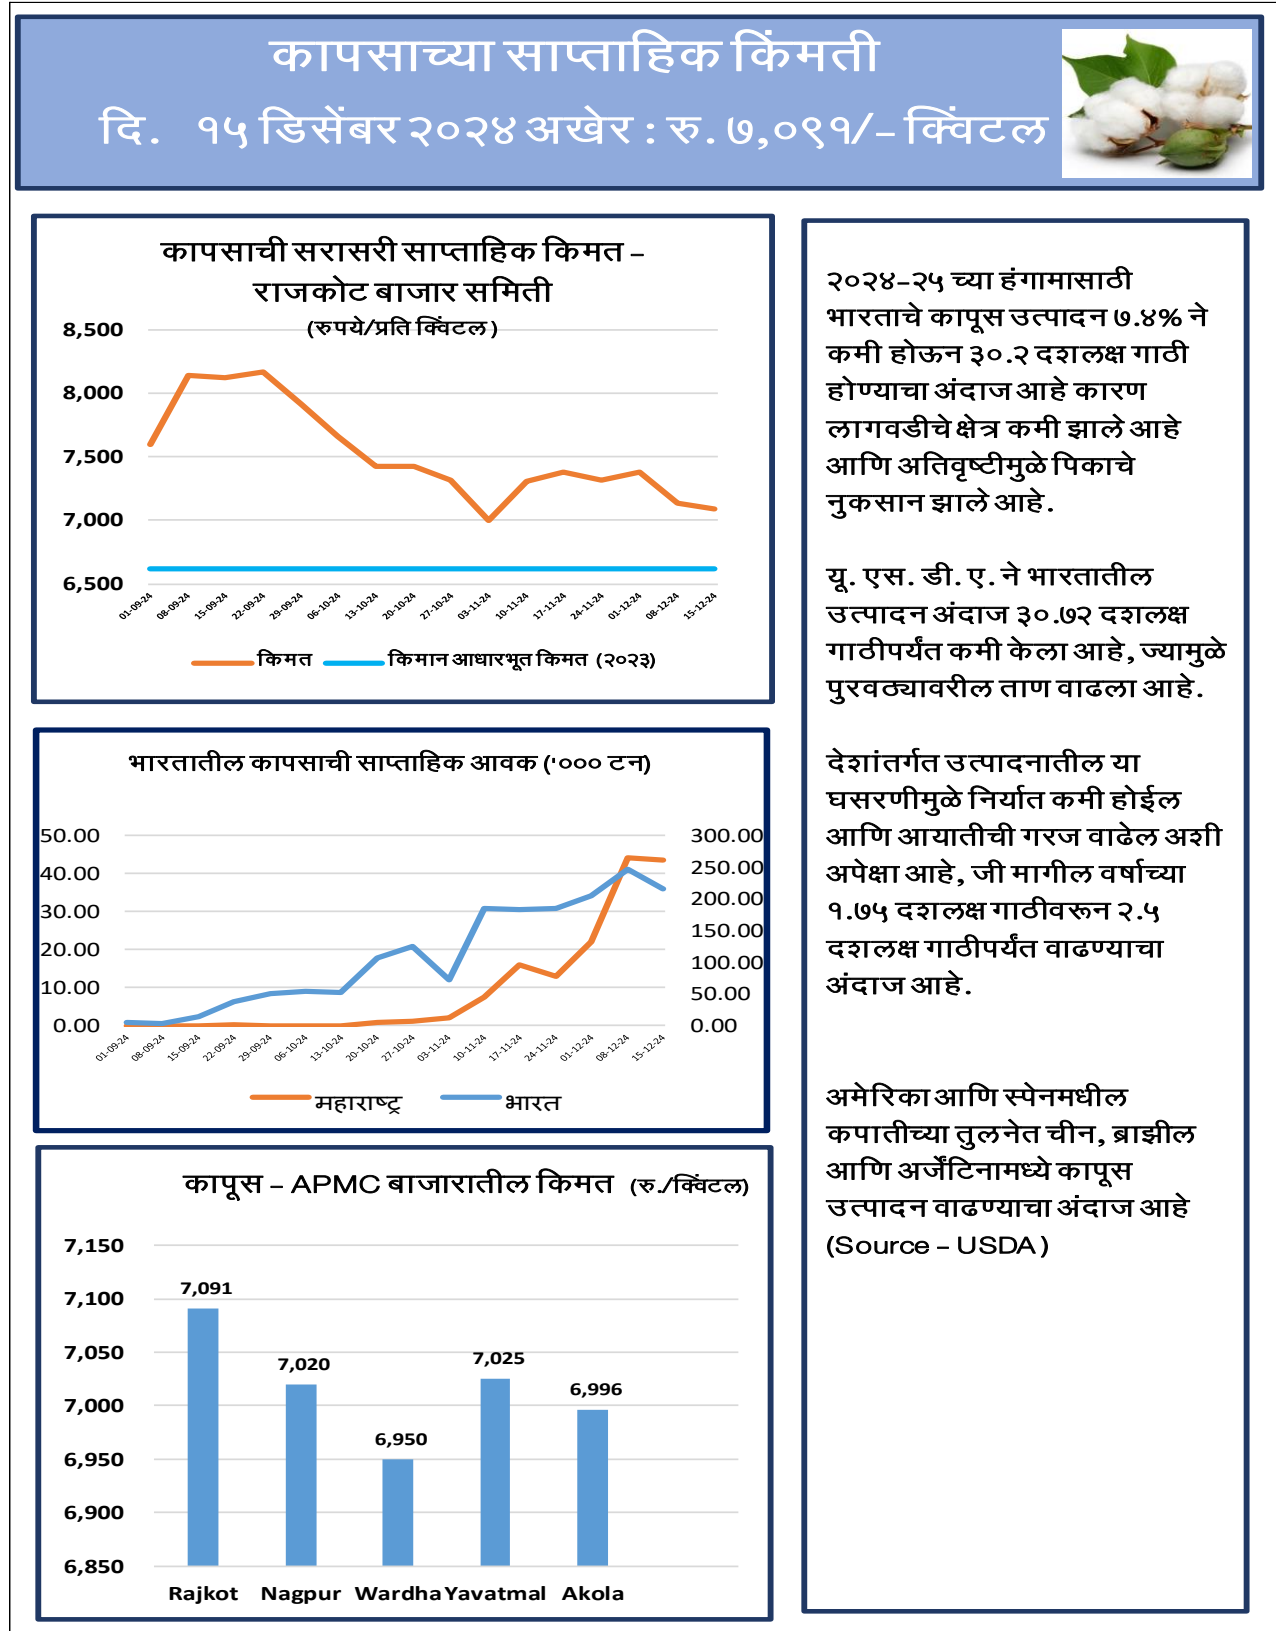 कापसाच्या साप्ताहिक किंमती
दि. १५ डिसेंबर २०२४ अखेर : रु. ७,०९१/- क्विंटल
कापसाची सरासरी साप्ताहिक किमत -
राजकोट बाजार समिती
(रुपये/प्रति क्विंटल)
8,500
8,000
7,500
7,000
6,500
01-09-24 08-09-24 15-09-24 22-09-24 29-09-24 06-10-24 13-10-24 20-10-24 27-10-24 03-11-24 10-11-24 17-11-24 24-11-24 01-12-24 08-12-24 15-12-24
किमत किमान आधारभूत किमत (२०२३)
भारतातील कापसाची साप्ताहिक आवक ('००० टन)
50.00
40.00
30.00
20.00
10.00
0.00
300.00
250.00
200.00
150.00
100.00
50.00
0.00
01-09-24 08-09-24 15-09-24 22-09-24 29-09-24 06-10-24 13-10-24 20-10-24 27-10-24 03-11-24 10-11-24 17-11-24 24-11-24 01-12-24 08-12-24 15-12-24
महाराष्ट्र भारत
कापूस - APMC बाजारातील किमत (रु./क्विंटल)
7,150
7,100
7,050
7,000
6,950
6,900
6,850
7,091
7,020
6,950
7,025
6,996
Rajkot Nagpur Wardha Yavatmal Akola
२०२४-२५ च्या हंगामासाठी
भारताचे कापूस उत्पादन ७.४% ने
कमी होऊन ३०.२ दशलक्ष गाठी
होण्याचा अंदाज आहे कारण
लागवडीचे क्षेत्र कमी झाले आहे
आणि अतिवृष्टीमुळे पिकाचे
नुकसान झाले आहे.
यू. एस. डी. ए. ने भारतातील
उत्पादन अंदाज ३०.७२ दशलक्ष
गाठीपर्यंत कमी केला आहे, ज्यामुळे
पुरवठ्यावरील ताण वाढला आहे.
देशांतर्गत उत्पादनातील या
घसरणीमुळे निर्यात कमी होईल
आणि आयातीची गरज वाढेल अशी
अपेक्षा आहे, जी मागील वर्षाच्या
१.७५ दशलक्ष गाठीवरून २.५
दशलक्ष गाठीपर्यंत वाढण्याचा
अंदाज आहे.
अमेरिका आणि स्पेनमधील
कपातीच्या तुलनेत चीन, ब्राझील
आणि अर्जेंटिनामध्ये कापूस
उत्पादन वाढण्याचा अंदाज आहे
(Source - USDA)